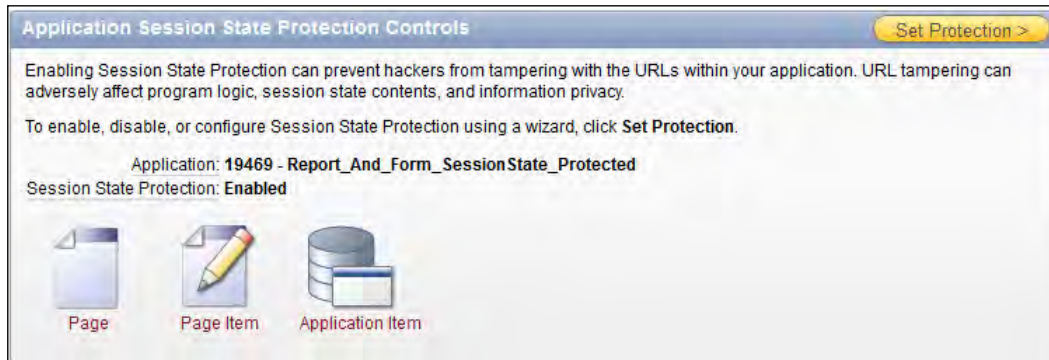 Application Session State Protection Controls
Set Protection >
Enabling Session State Protection can prevent hackers from tampering with the URLs within your application. URL tampering can
adversely affect program logic, session state contents, and information privacy.
To enable, disable, or configure Session State Protection using a wizard, click Set Protection.
Application: 19469 - Report_And_Form_SessionState_Protected
Session State Protection: Enabled
Page Page Item Application Item